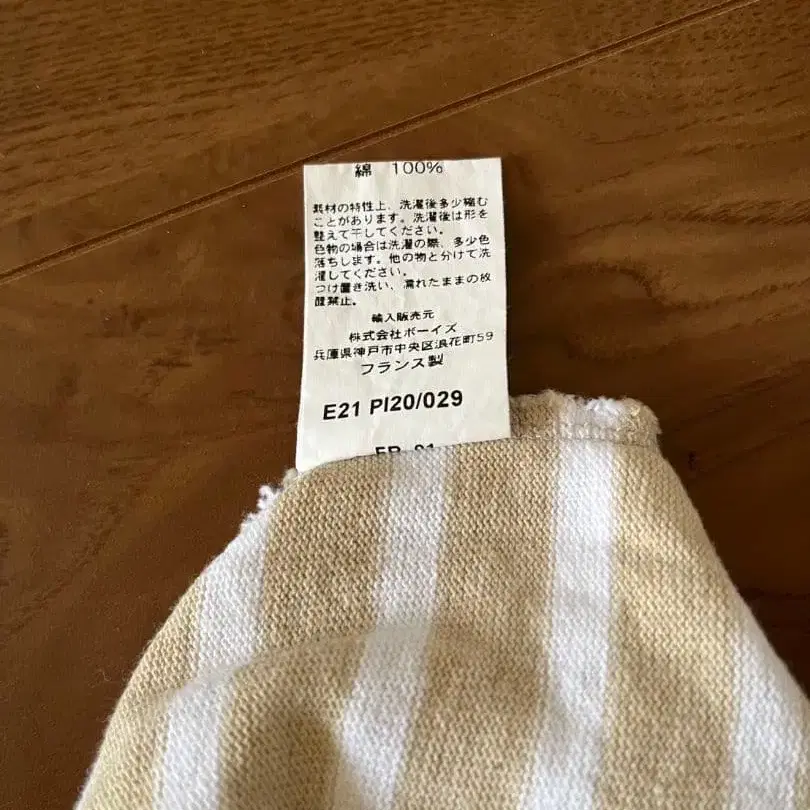 綿 100%
素材の特性上、洗濯後多少縮む
ことがあります。洗濯後は形を
整えて干してください。
色物の場合は洗濯の際、多少色
落ちします。他の物と分けて洗
濯してください。
つけ置き洗い、濡れたままの放
置禁止。
輸入販売元
株式会社ボーイズ
兵庫県神戸市中央区浪花町59
フランス製
E21 PI20/029